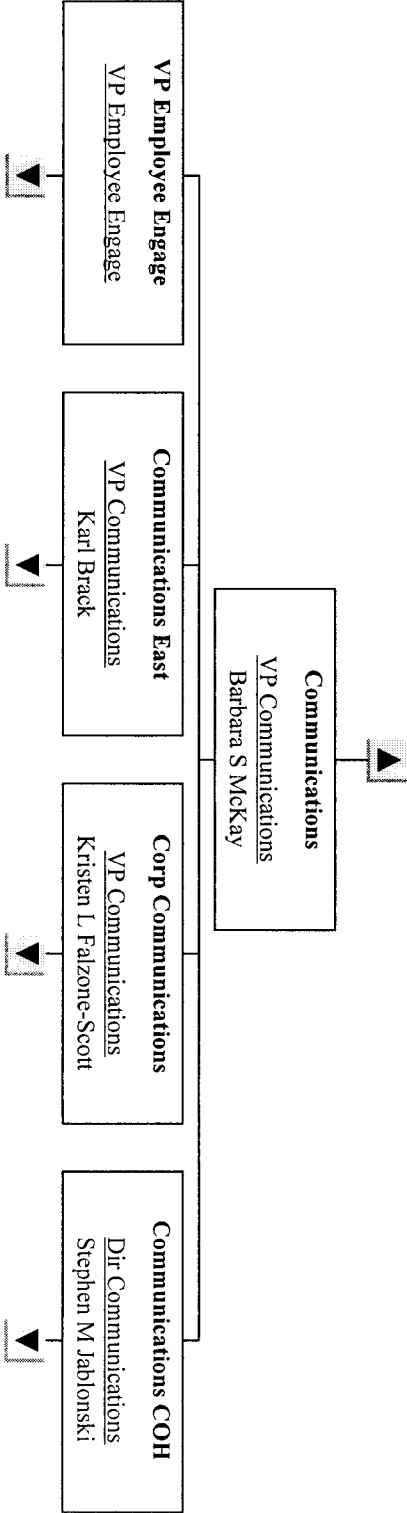 Communications
VP Communications
Barbara S McKay
VP Employee Engage
VP Employee Engage
Communications East
VP Communications
Karl Brack
Corp Communications
VP Communications
Kristen L Falzone-Scott
Communications COH
Dir Communications
Stephen M Jablonski